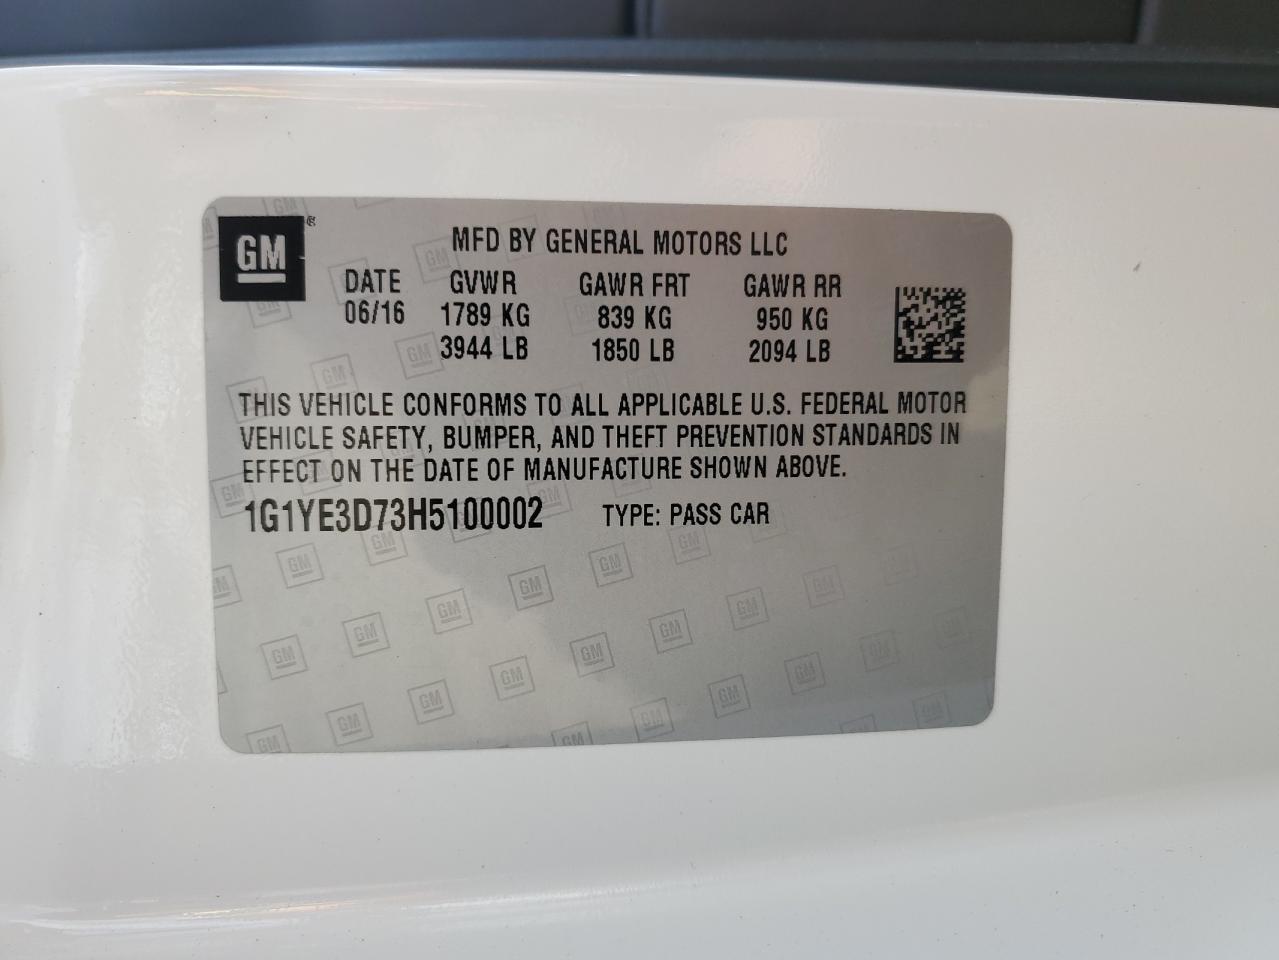 GM
MFD BY GENERAL MOTORS LLC
DATE GVWR GAWR FRT GAWR RR
06/16 1789 KG 839 KG 950 KG
3944 LB 1850 LB 2094 LB
THIS VEHICLE CONFORMS TO ALL APPLICABLE U.S. FEDERAL MOTOR
VEHICLE SAFETY, BUMPER, AND THEFT PREVENTION STANDARDS IN
EFFECT ON THE DATE OF MANUFACTURE SHOWN ABOVE.
1G1YE3D73H5100002 TYPE: PASS CAR